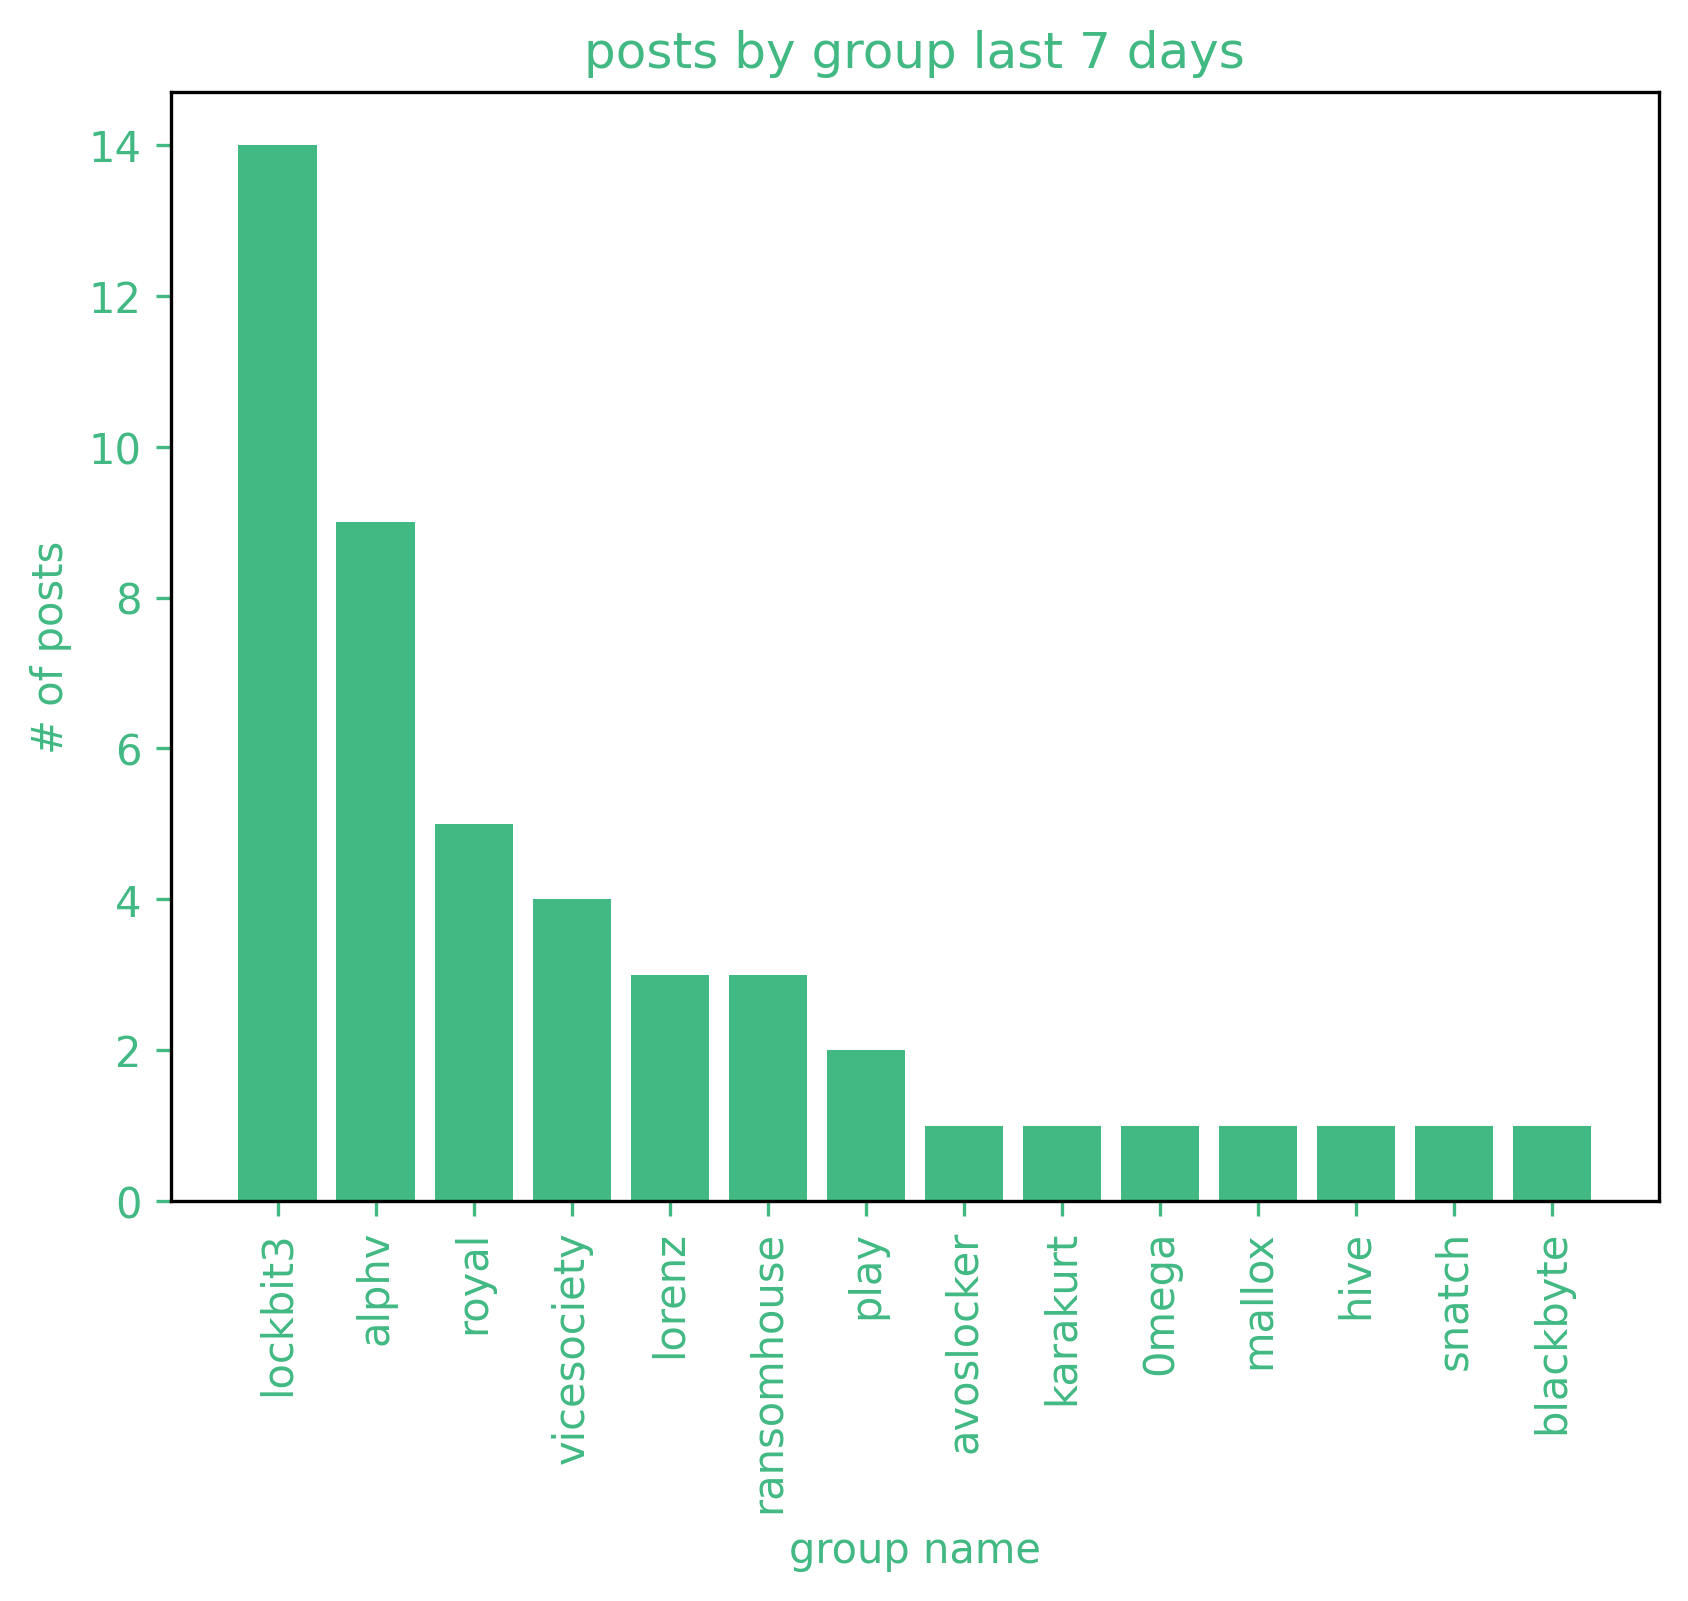 posts by group last 7 days
14
12
10
8
6
4
2
0
# of posts
lockbit3
alphv
royal
vicesociety
lorenz
ransomhouse
play
avoslocker
karakurt
0mega
mallox
hive
snatch
blackbyte
group name